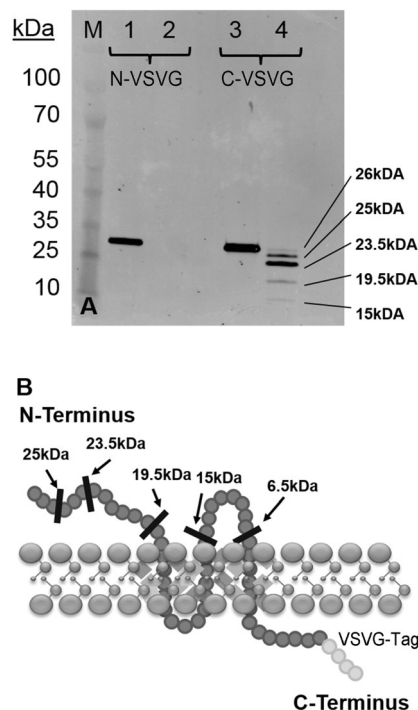 kDa M 1 2 3 4
N-VSVG C-VSVG
100
70
55
40
35
25
10
26kDA
25kDA
23.5kDA
19.5kDA
15kDA
A
B
N-Terminus
25kDa 23.5kDa
19.5kDa 15kDa 6.5kDa
VSVG-Tag
C-Terminus